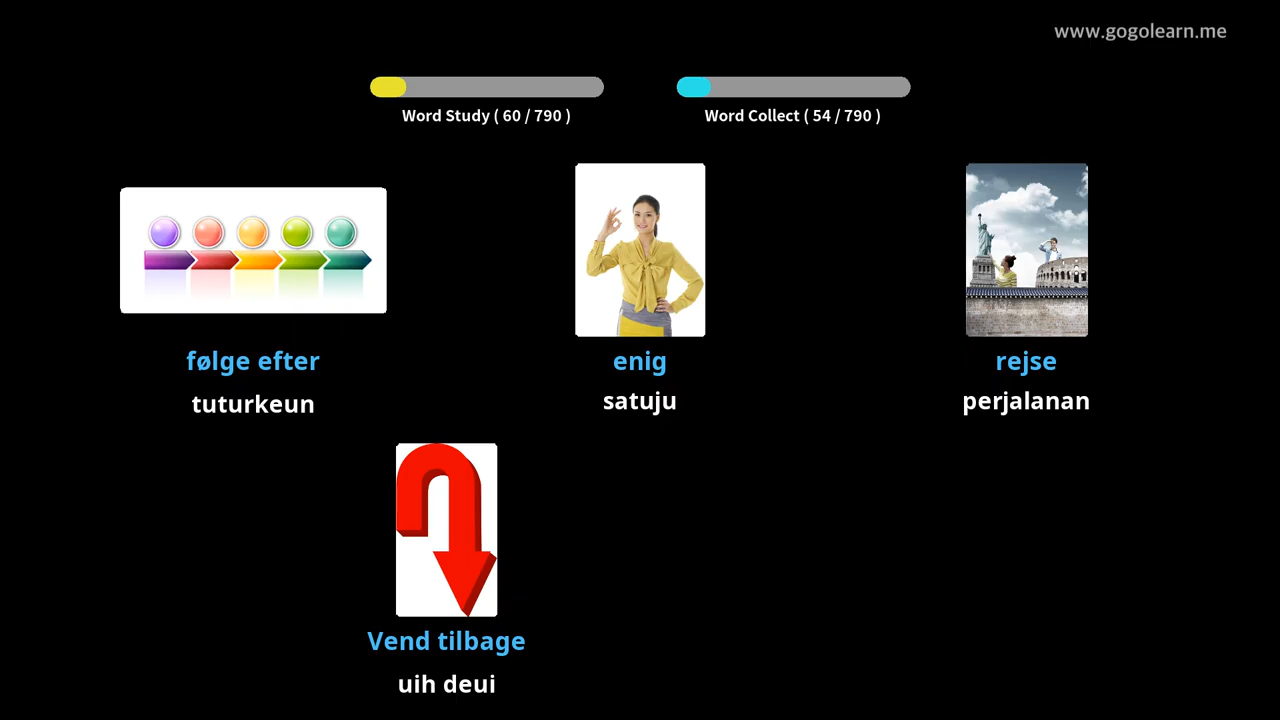 www.gogolearn.me
Word Study ( 60 / 790 )
Word Collect ( 54 / 790 )
følge efter
tuturkeun
enig
satuju
rejse
perjalanan
Vend tilbage
uih deui